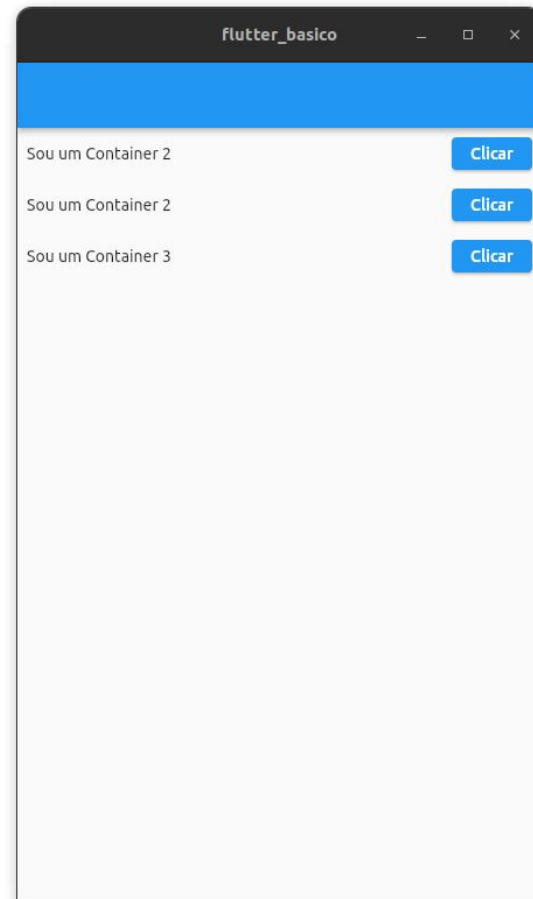 flutter_basico
Sou um Container 2 Clicar
Sou um Container 2 Clicar
Sou um Container 3 Clicar